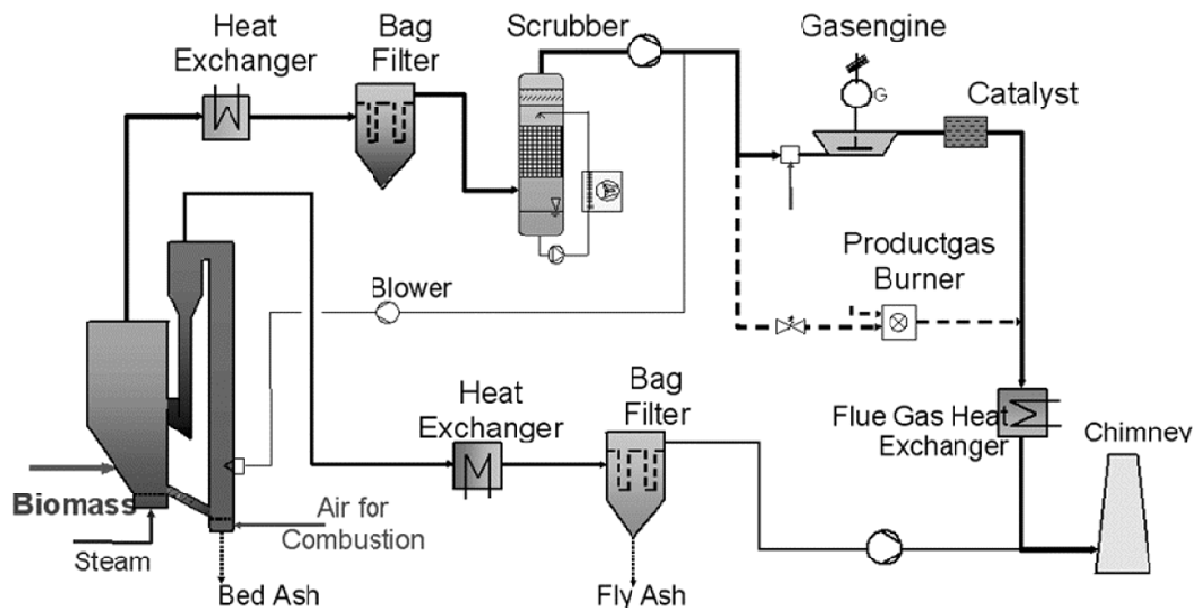 Heat
Exchanger
Bag
Filter
Scrubber
Gasengine
G
Catalyst
Productgas
Burner
Blower
Heat
Exchanger
Bag
Filter
Flue Gas Heat
Exchanger
Chimney
Biomass
Steam
Air for
Combustion
Bed Ash
Fly Ash